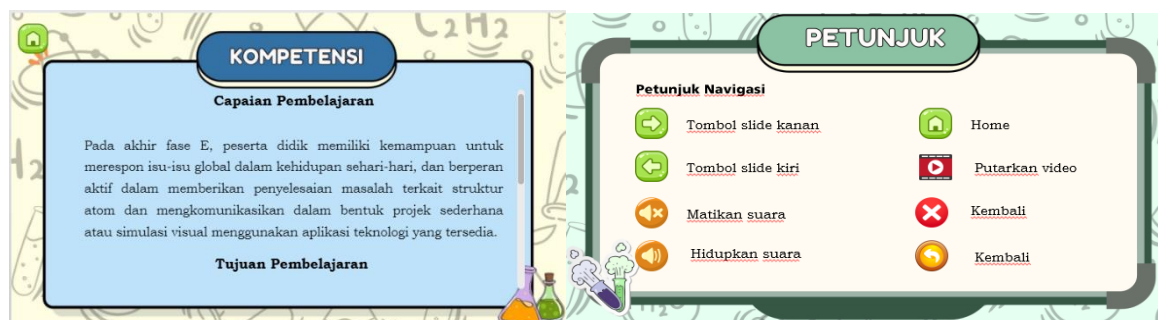 C2H2
KOMPETENSI
Capaian Pembelajaran
Pada akhir fase E, peserta didik memiliki kemampuan untuk
merespon isu-isu global dalam kehidupan sehari-hari, dan berperan
aktif dalam memberikan penyelesaian masalah terkait struktur
atom dan mengkomunikasikan dalam bentuk projek sederhana
atau simulasi visual menggunakan aplikasi teknologi yang tersedia.
Tujuan Pembelajaran
PETUNJUK
Petunjuk Navigasi
Tombol slide kanan
Home
Tombol slide kiri
Putarkan video
Matikan suara
Kembali
Hidupkan suara
Kembali